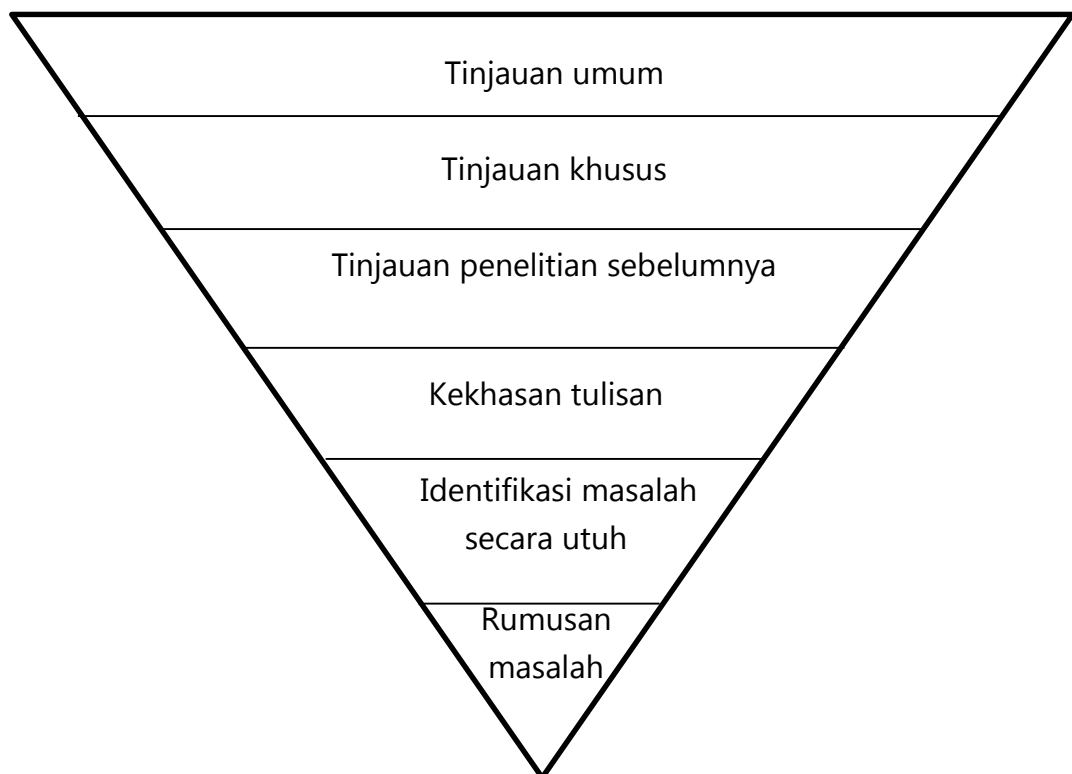 Tinjauan umum
Tinjauan khusus
Tinjauan penelitian sebelumnya
Kekhasan tulisan
Identifikasi masalah
secara utuh
Rumusan
masalah